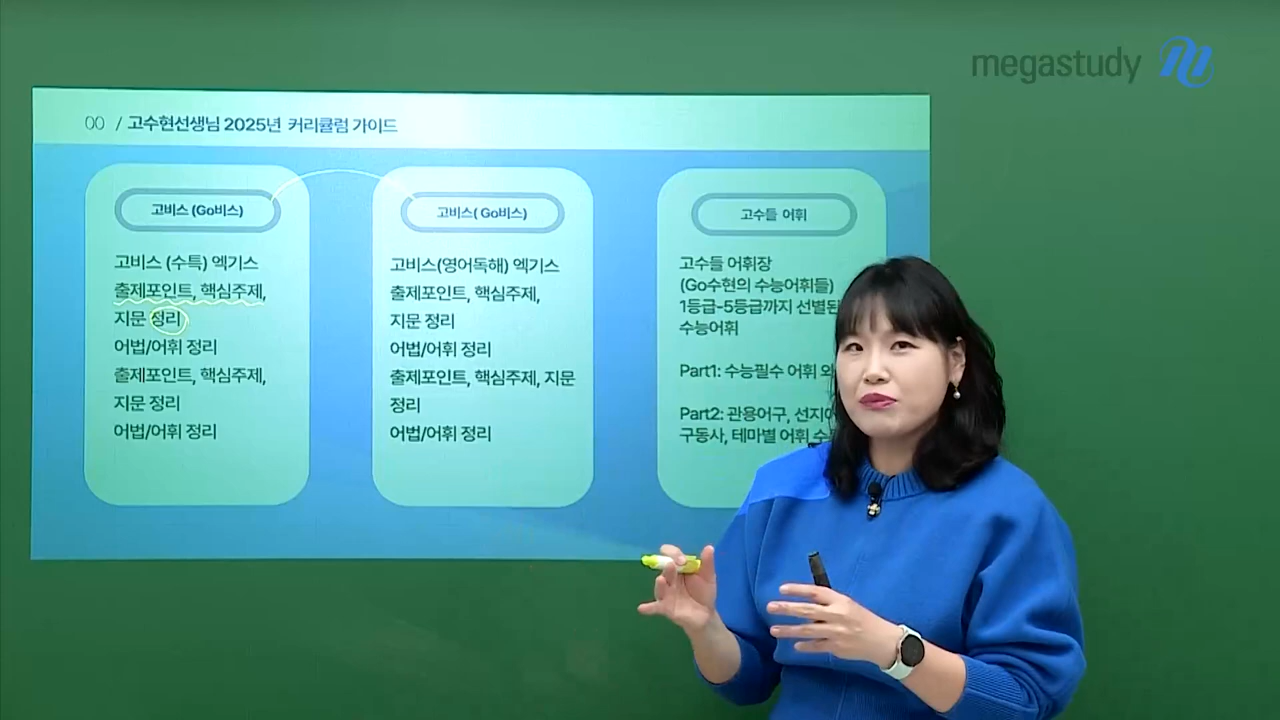 megastudy
00 / 고수현선생님 2025년 커리큘럼 가이드
고비스 (Go비스)
고비스 (수특) 엑기스
출제포인트, 핵심주제,
지문 정리
어법/어휘 정리
출제포인트, 핵심주제,
지문 정리
어법/어휘 정리
고비스( Go비스)
고비스(영어독해) 엑기스
출제포인트, 핵심주제,
지문 정리
어법/어휘 정리
출제포인트, 핵심주제, 지문
정리
어법/어휘 정리
고수들 어휘
고수들 어휘장
(Go수현의 수능어휘들)
1등급-5등급까지 선별된
수능어휘
Part1: 수능필수 어휘
Part2: 관용어구,
구동사, 테마별 어휘